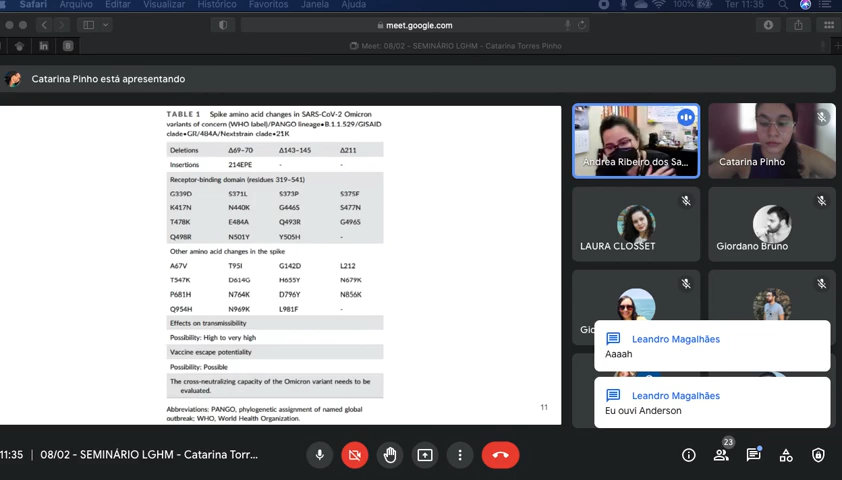 Safari Arquivo Editar Visualizar Histórico Favoritos Janela Ajuda 100% Ter 11:35
meet.google.com
Meet: 08/02 - SEMINÁRIO LGHM - Catarina Torres Pinho
Catarina Pinho está apresentando
TABLE 1 Spike amino acid changes in SARS-CoV-2 Omicron
variants of concern (WHO label)/PANGO lineage•B.1.1.529/GISAID
clade•GR/484A/Nextstrain clade•21K
Deletions Δ69–70 Δ143–145 Δ211
Insertions 214EPE - -
Receptor-binding domain (residues 319–541)
G339D S371L S373P S375F
K417N N440K G446S S477N
T478K E484A Q493R G496S
Q498R N501Y Y505H -
Other amino acid changes in the spike
A67V T95I G142D L212
T547K D614G H655Y N679K
P681H N764K D796Y N856K
Q954H N969K L981F -
Effects on transmissibility
Possibility: High to very high
Vaccine escape potentiality
Possibility: Possible
The cross-neutralizing capacity of the Omicron variant needs to be
evaluated.
Abbreviations: PANGO, phylogenetic assignment of named global
outbreak; WHO, World Health Organization.
11
Andrea Ribeiro dos Sa...
Catarina Pinho
LAURA CLOSSET
Giordano Bruno
Gio
Leandro Magalhães
Aaaah
Leandro Magalhães
Eu ouvi Anderson
11:35 | 08/02 - SEMINÁRIO LGHM - Catarina Torr...
23